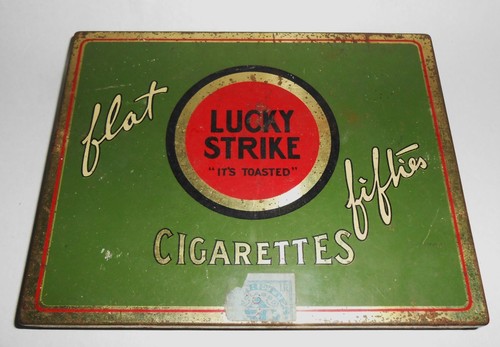 flat
LUCKY
STRIKE
"IT'S TOASTED"
fifties
CIGARETTES